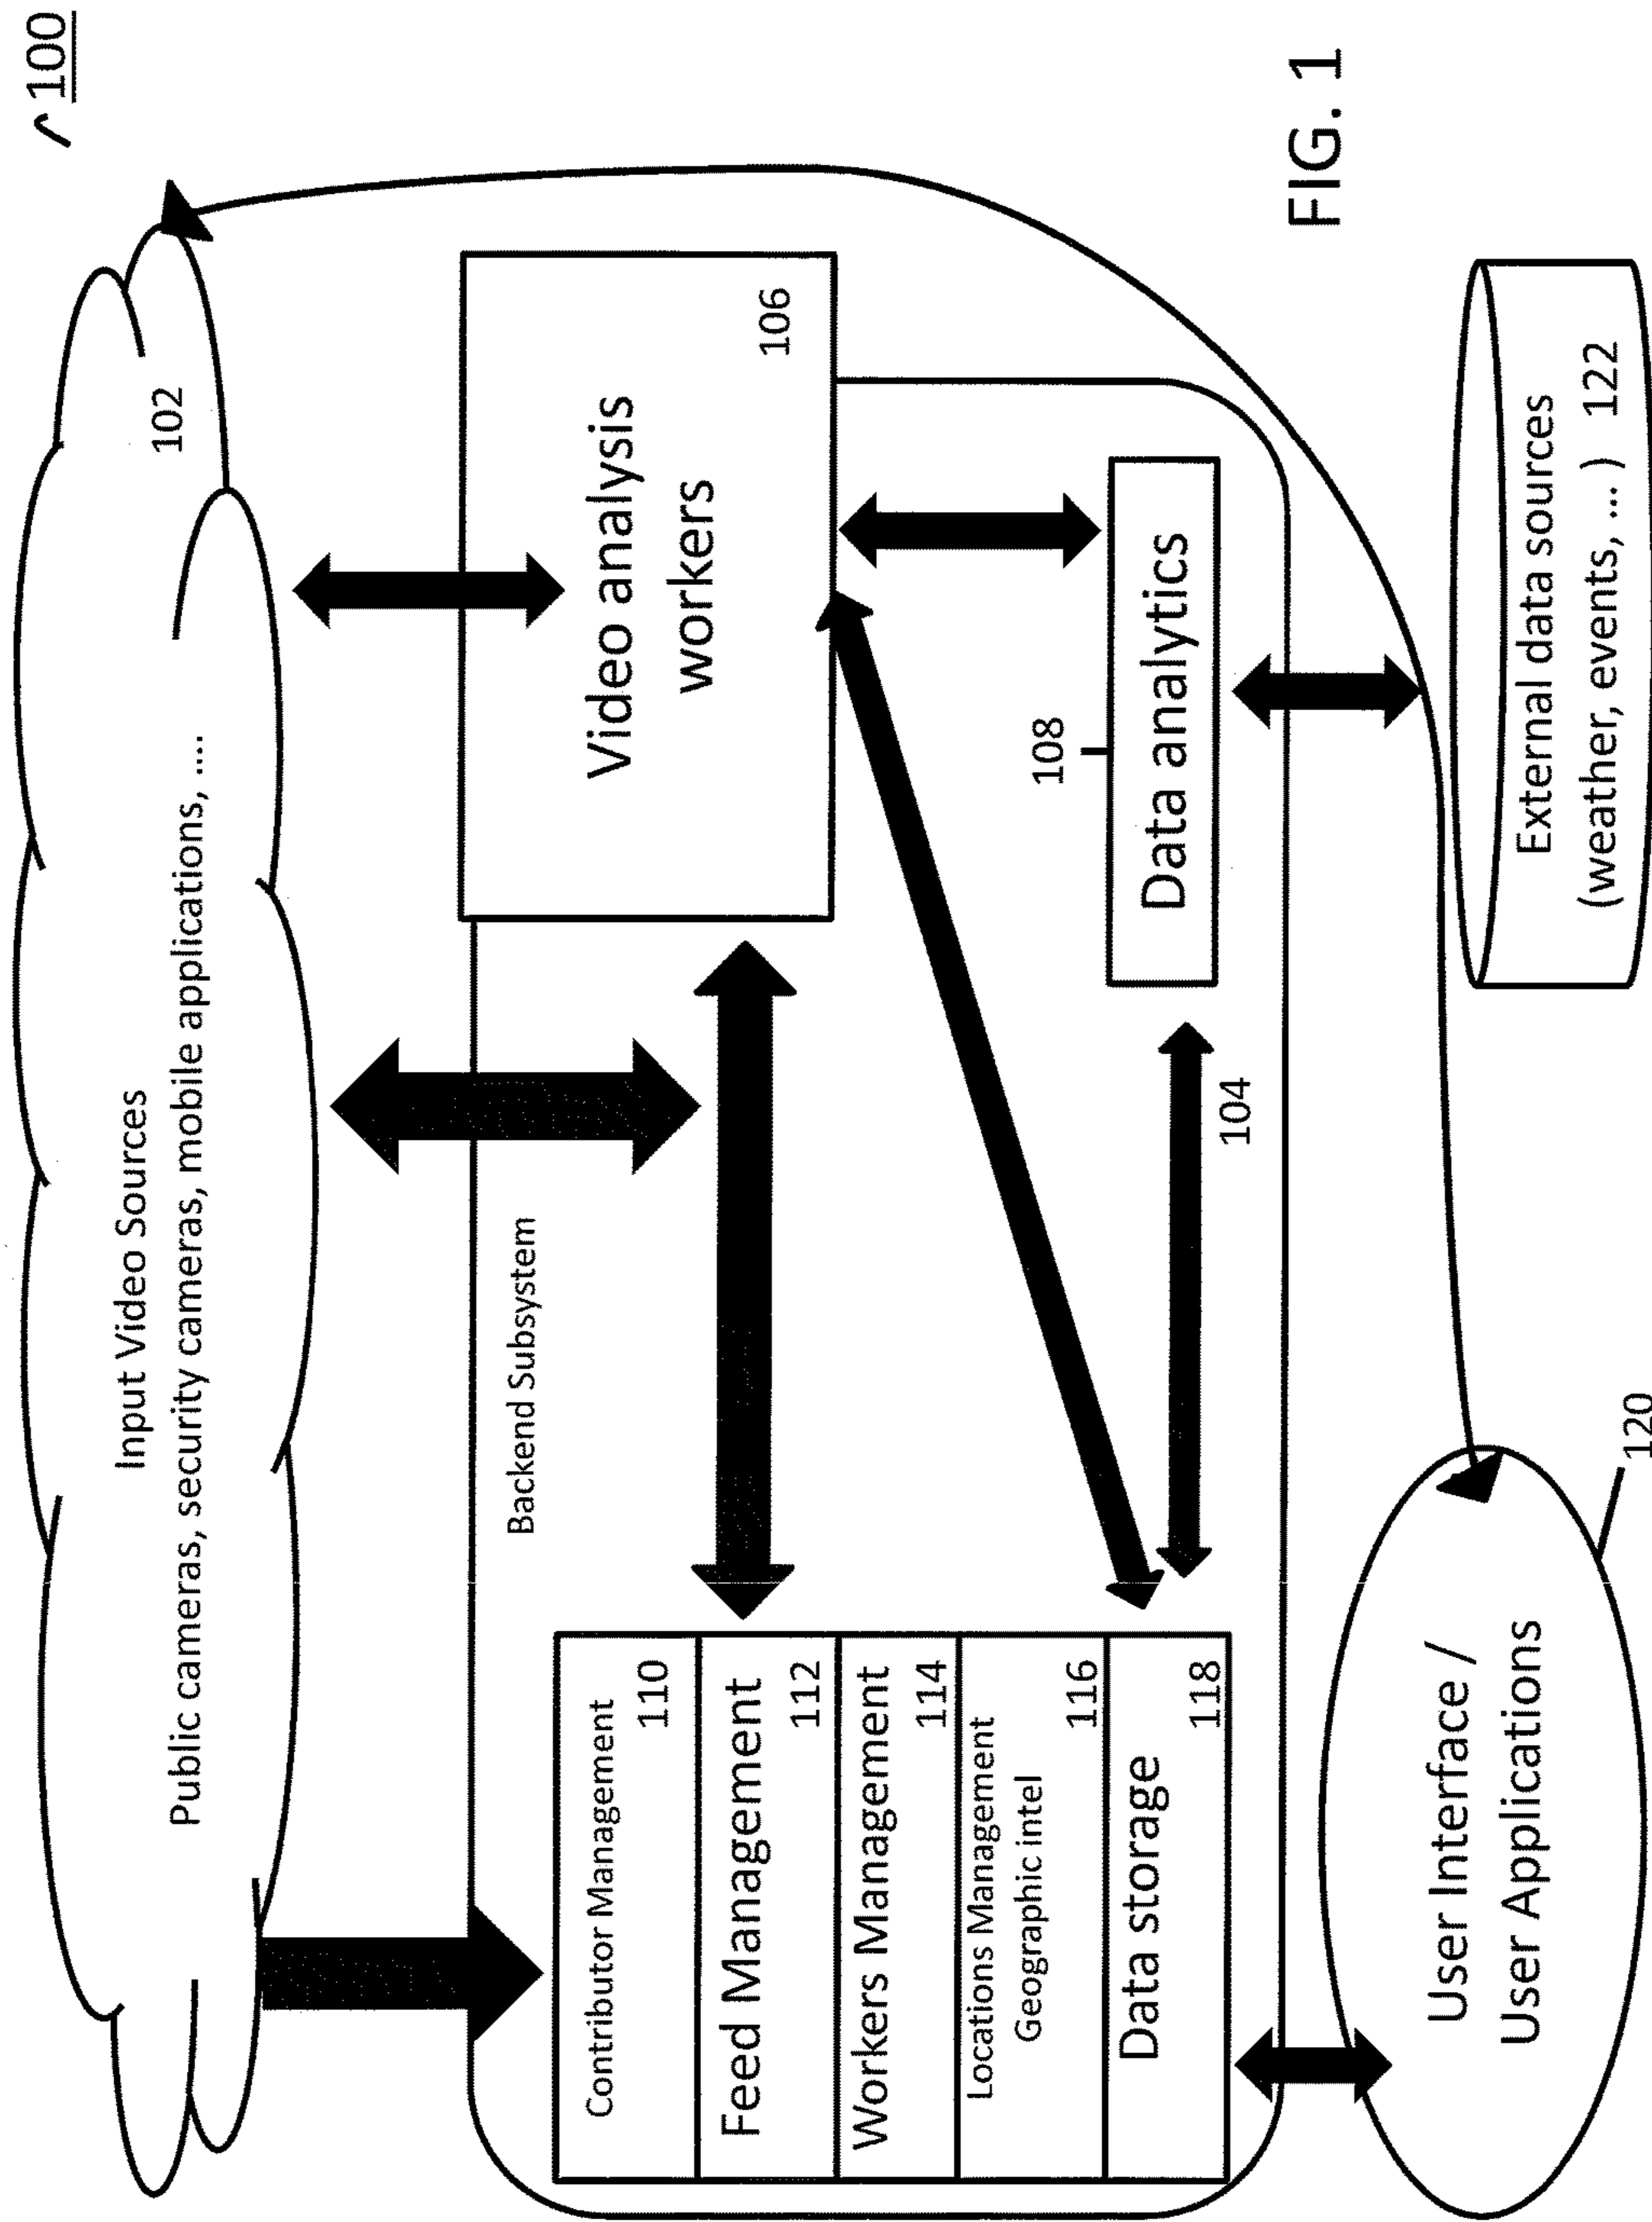 100
Input Video Sources
Public cameras, security cameras, mobile applications, ....
102
Backend Subsystem
Contributor Management
110
Feed Management
112
Workers Management
114
Locations Management
Geographic intel
116
Data storage
118
Video analysis
workers
106
108
Data analytics
104
User Interface /
User Applications
120
External data sources
(weather, events, ... ) 122
FIG. 1